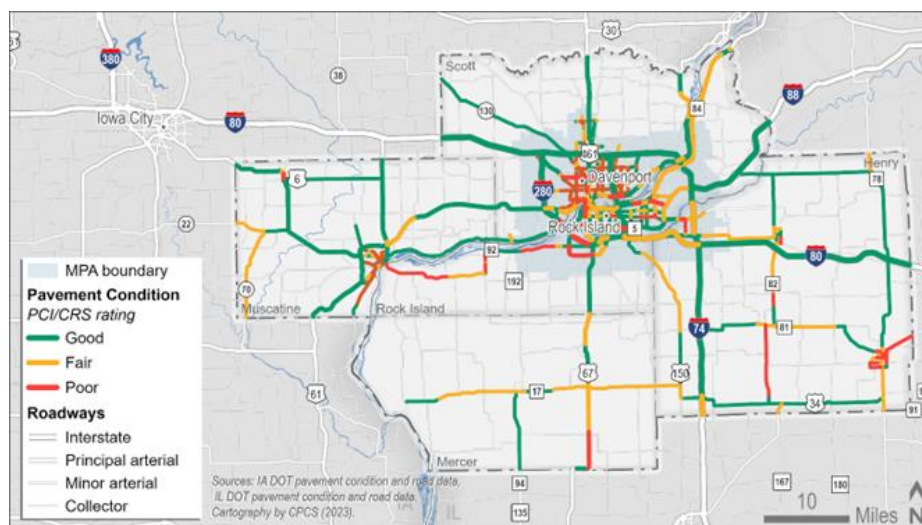 30
380
Scott
38
88
84
130
Iowa City
80
461
Henry
Davenport
6
280
78
Rock Island
5
22
92
80
192
82
MPA boundary
Pavement Condition
PCI/CRS rating
Good
Fair
Poor
Roadways
Interstate
Principal arterial
Minor arterial
Collector
70
Muscatine
Rock Island
74
81
67
150
61
17
34
91
Mercer
Sources: IA DOT pavement condition and road data,
IL DOT pavement condition and road data.
Cartography by CPCS (2023).
94
135
IL
167
180
10
Miles
N